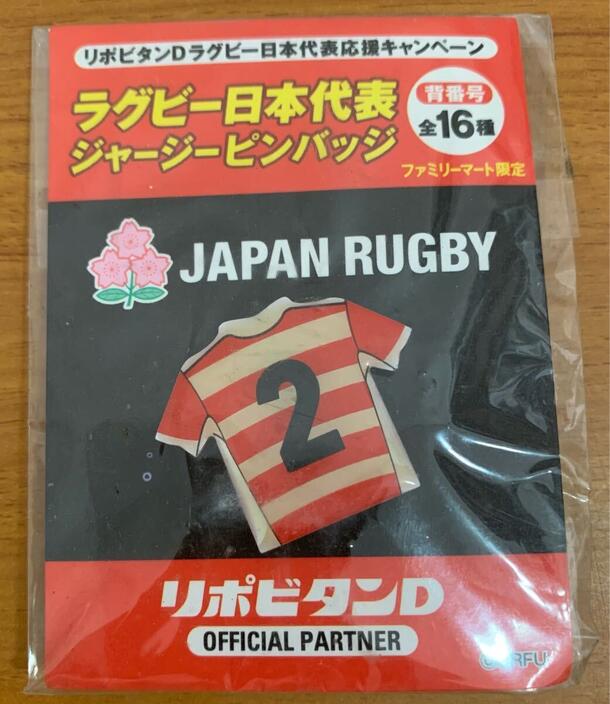 リポビタンDラグビー日本代表応援キャンペーン
ラグビー日本代表
ジャージーピンバッジ
背番号
全16種
ファミリーマート限定
JAPAN RUGBY
2
リポビタンD
OFFICIAL PARTNER